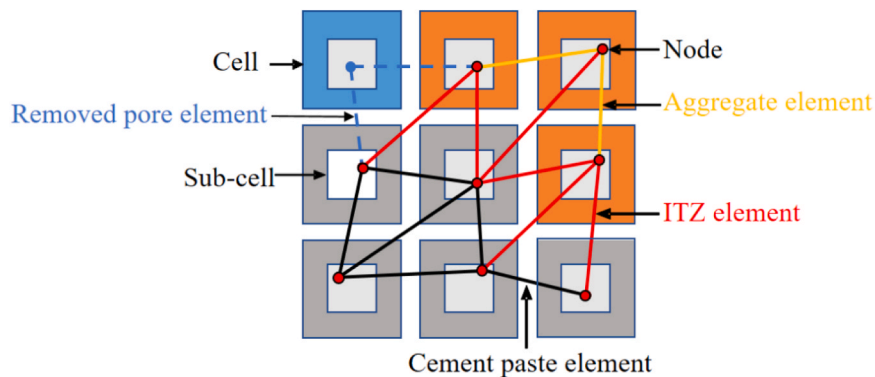 Cell
Node
Removed pore element
Aggregate element
Sub-cell
ITZ element
Cement paste element